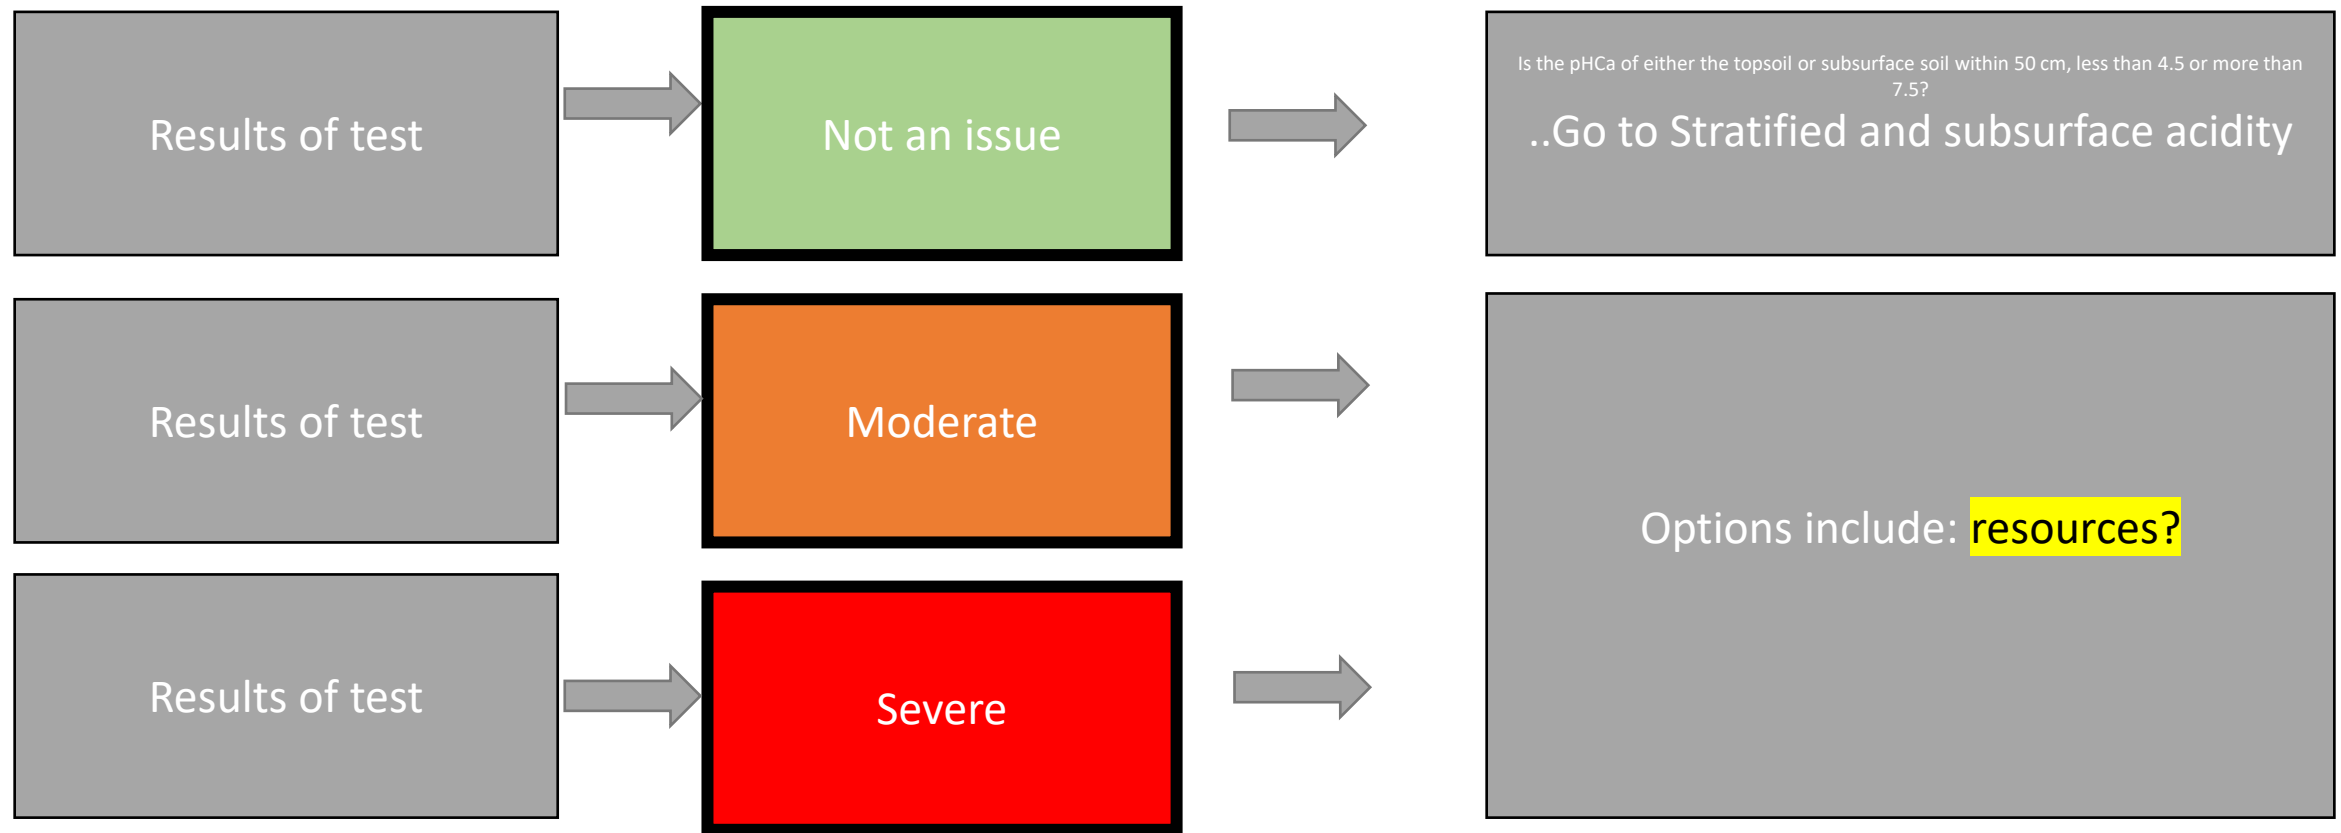 Results of test
Not an issue
Is the pHCa of either the topsoil or subsurface soil within 50 cm, less than 4.5 or more than
7.5?
..Go to Stratified and subsurface acidity
Results of test
Moderate
Options include: resources?
Results of test
Severe